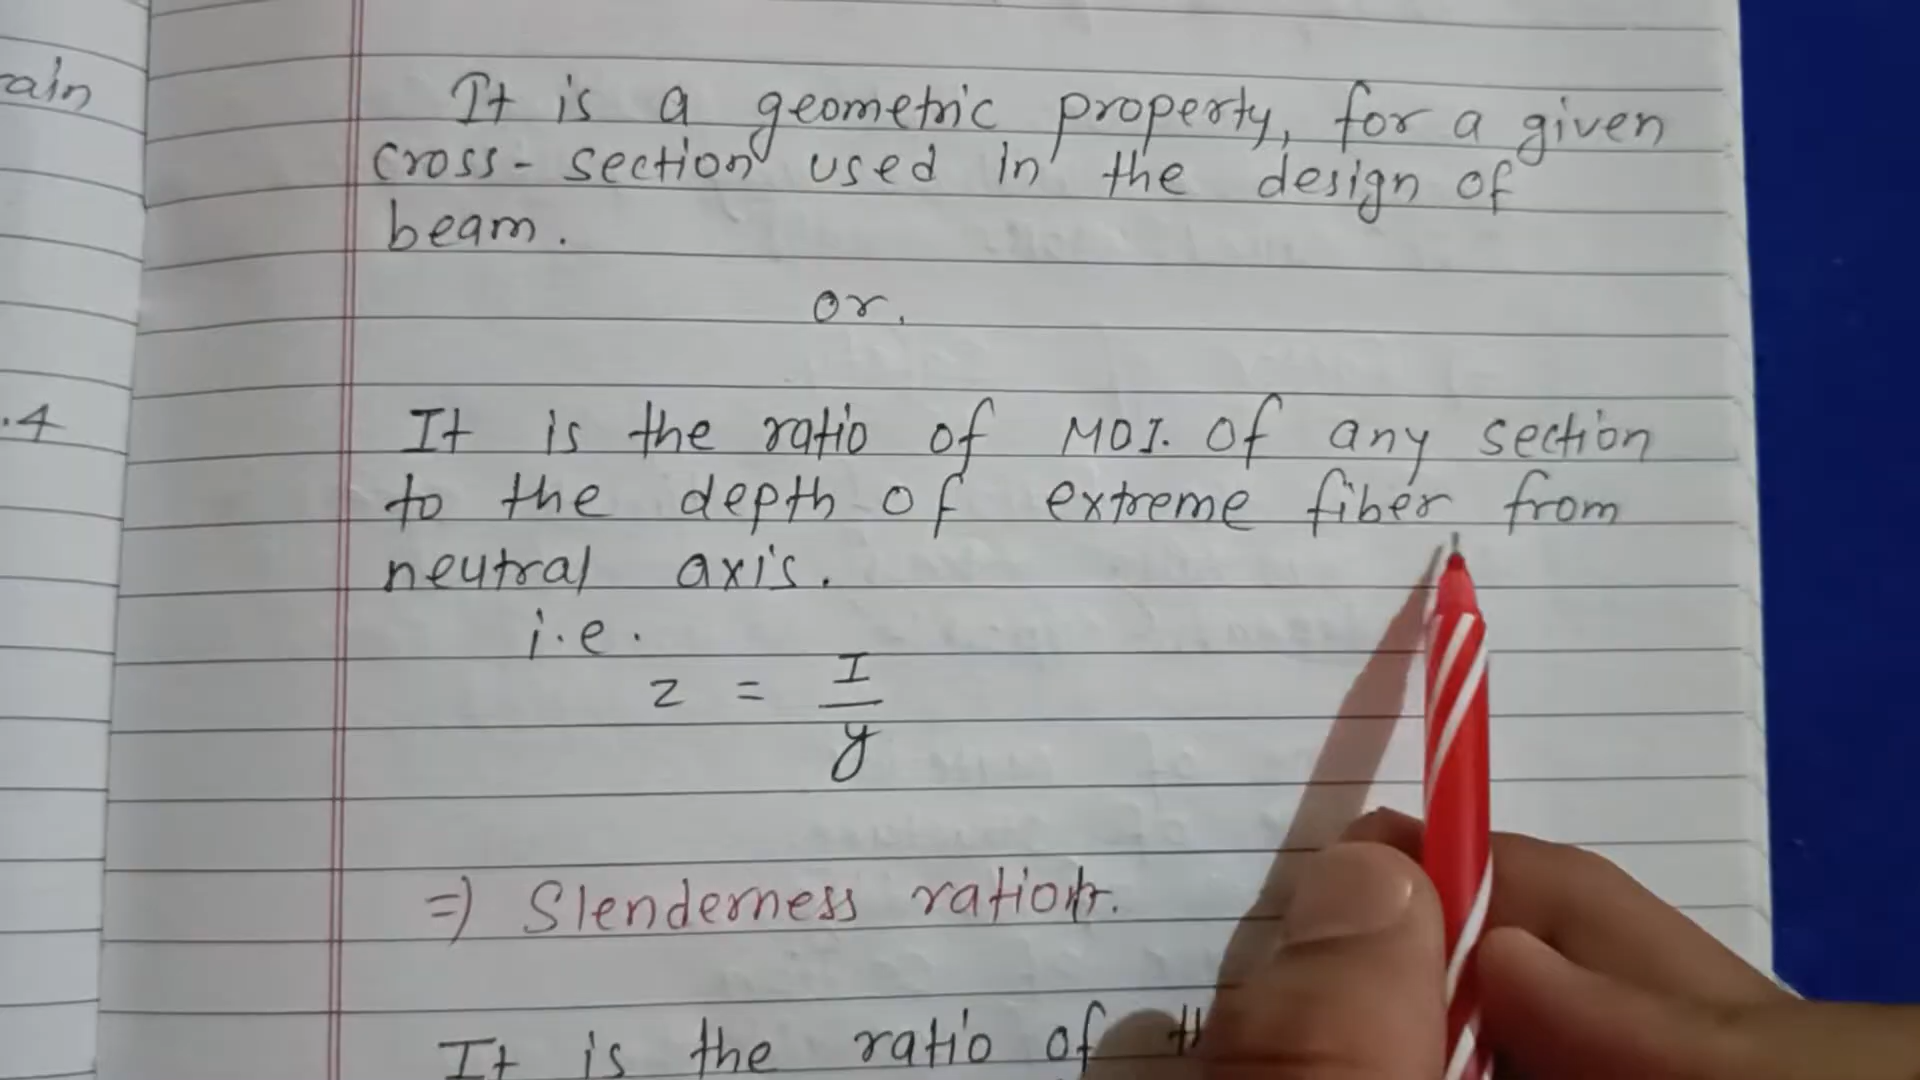 ain
.4
It is a geometric property, for a given
cross-section used in the design of
beam.
or,
It is the ratio of MOI. Of any section
to the depth of extreme fiber from
neutral axis.
i.e.
z = I
y
=) Slenderness ratio:
It is the ratio of